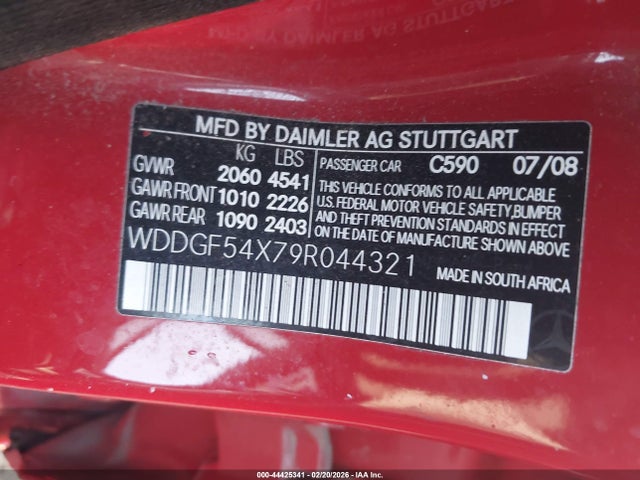 MFD BY DAIMLER AG STUTTGART
KG LBS
GVWR 2060 4541
GAWR FRONT 1010 2226
GAWR REAR 1090 2403
PASSENGER CAR C590 07/08
THIS VEHICLE CONFORMS TO ALL APPLICABLE
U.S. FEDERAL MOTOR VEHICLE SAFETY, BUMPER
AND THEFT PREVENTION STANDARDS IN EFFECT
ON THE DATE OF MANUFACTURE SHOWN ABOVE
WDDGF54X79R044321
MADE IN SOUTH AFRICA
000-44425341 - 02/20/2026 - IAAI.COM